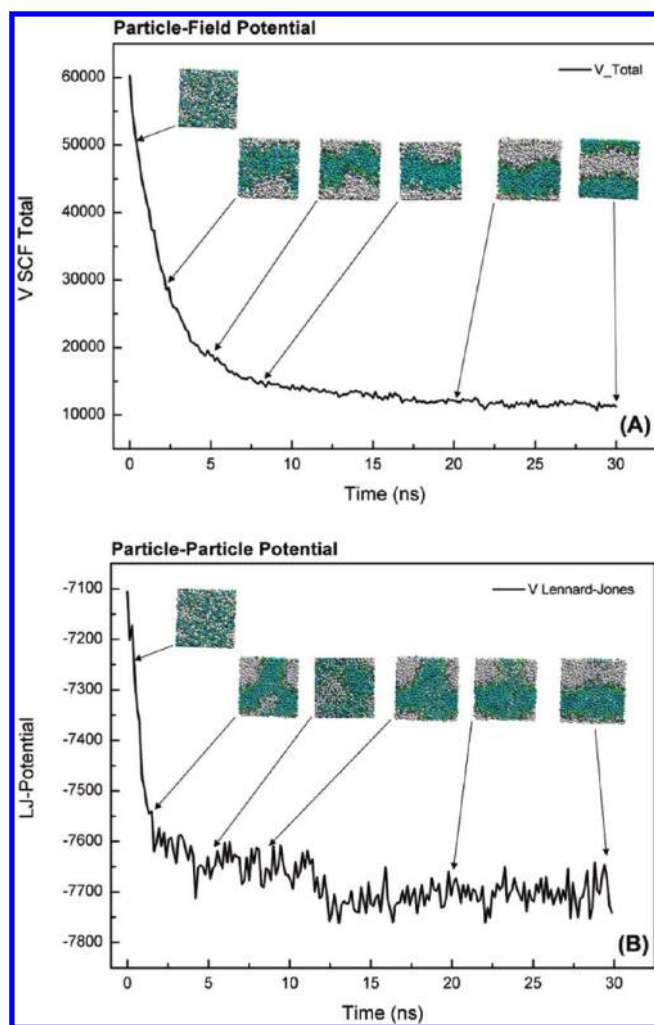 Particle-Field Potential
V_Total
60000
50000
40000
30000
20000
10000
V SCF Total
(A)
0 5 10 15 20 25 30
Time (ns)
Particle-Particle Potential
V Lennard-Jones
-7100
-7200
-7300
-7400
-7500
-7600
-7700
-7800
LJ-Potential
(B)
0 5 10 15 20 25 30
Time (ns)